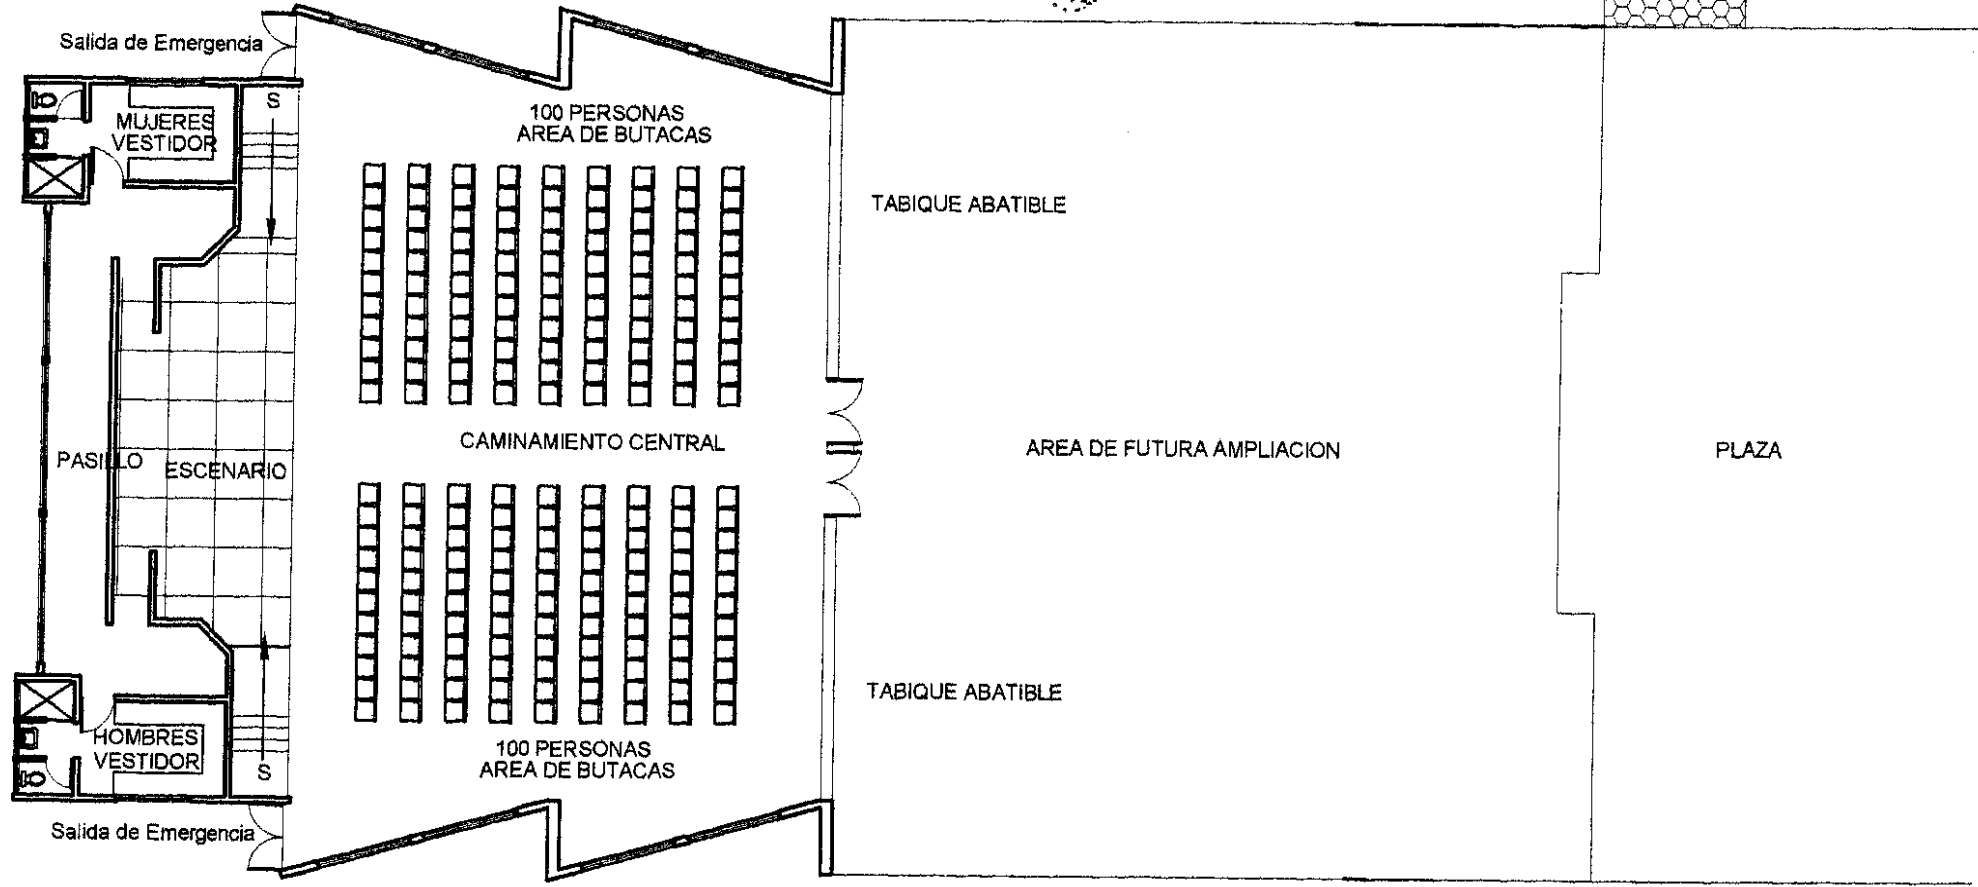 Salida de Emergencia
S
MUJERES
VESTIDOR
100 PERSONAS
AREA DE BUTACAS
TABIQUE ABATIBLE
CAMINAMIENTO CENTRAL
PASILLO
ESCENARIO
AREA DE FUTURA AMPLIACION
PLAZA
TABIQUE ABATIBLE
HOMBRES
VESTIDOR
S
100 PERSONAS
AREA DE BUTACAS
Salida de Emergencia